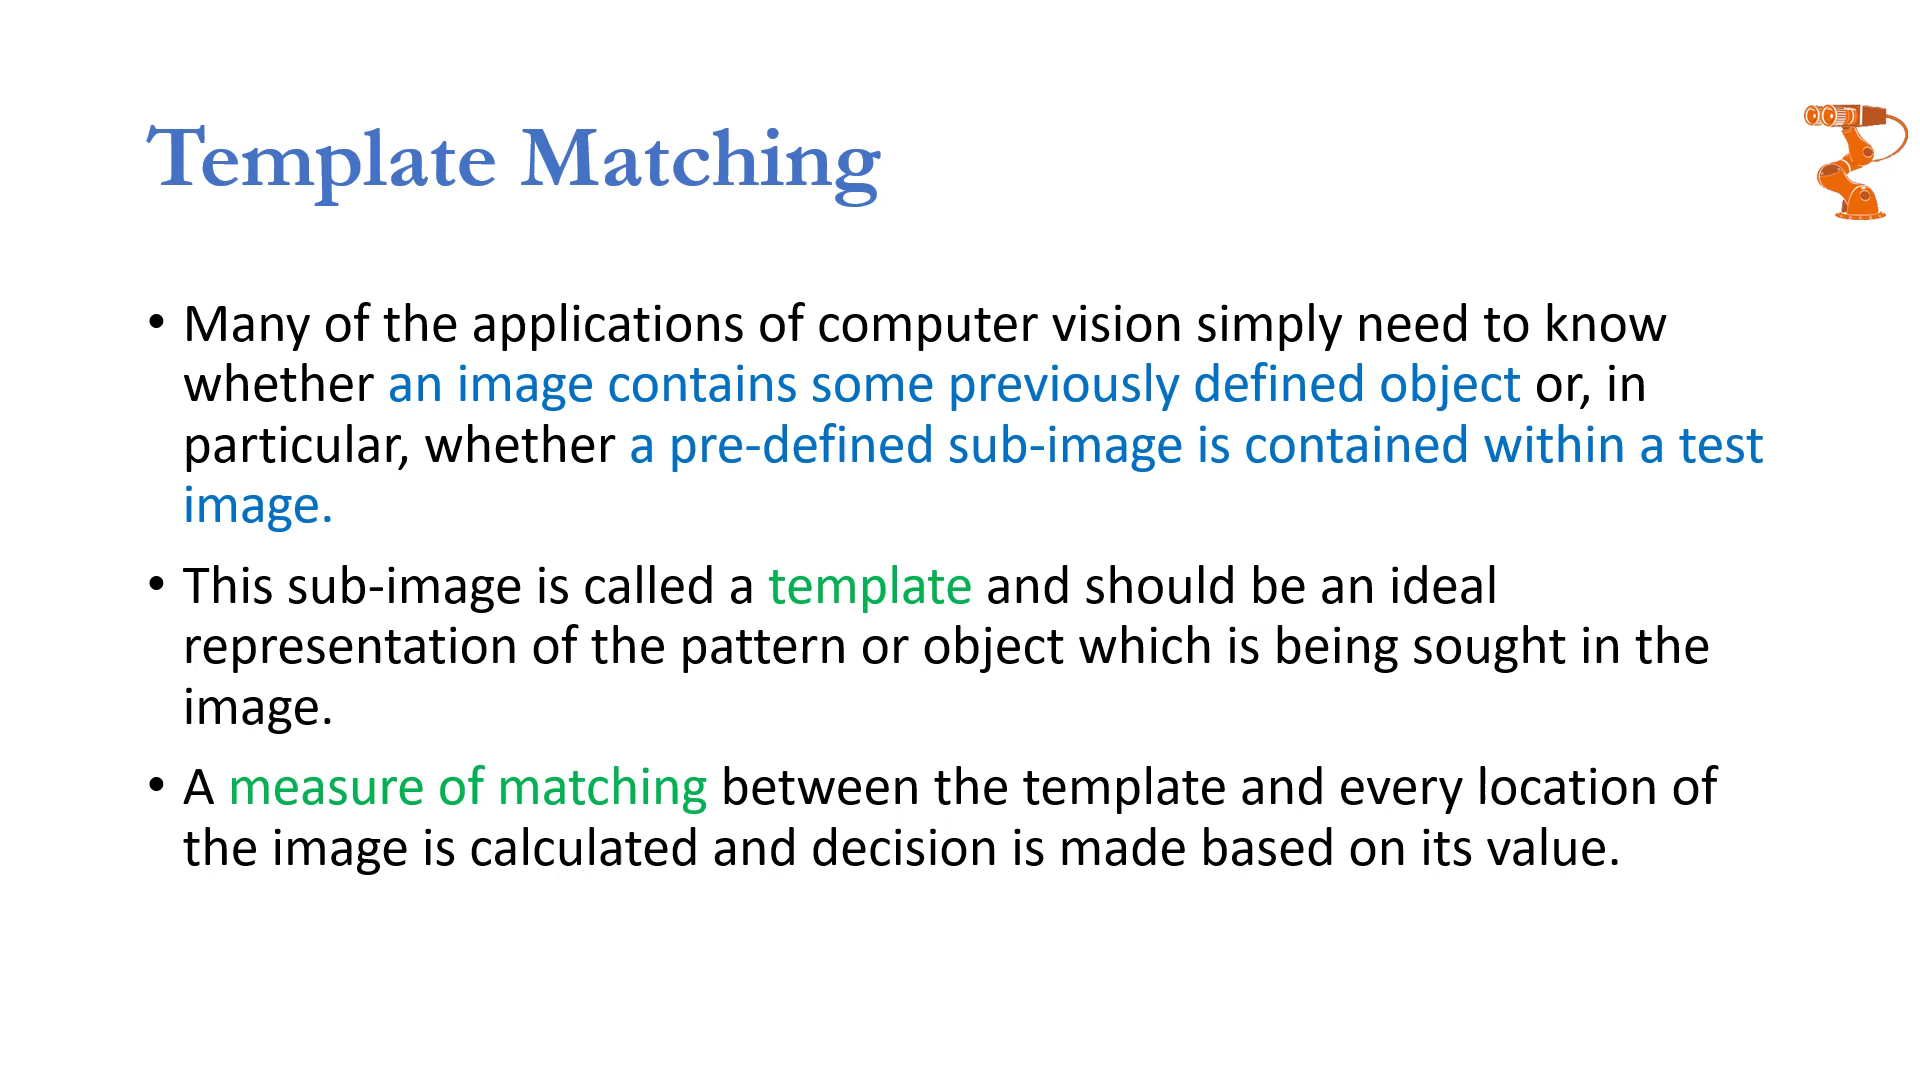 Template Matching
• Many of the applications of computer vision simply need to know
whether an image contains some previously defined object or, in
particular, whether a pre-defined sub-image is contained within a test
image.
• This sub-image is called a template and should be an ideal
representation of the pattern or object which is being sought in the
image.
• A measure of matching between the template and every location of
the image is calculated and decision is made based on its value.